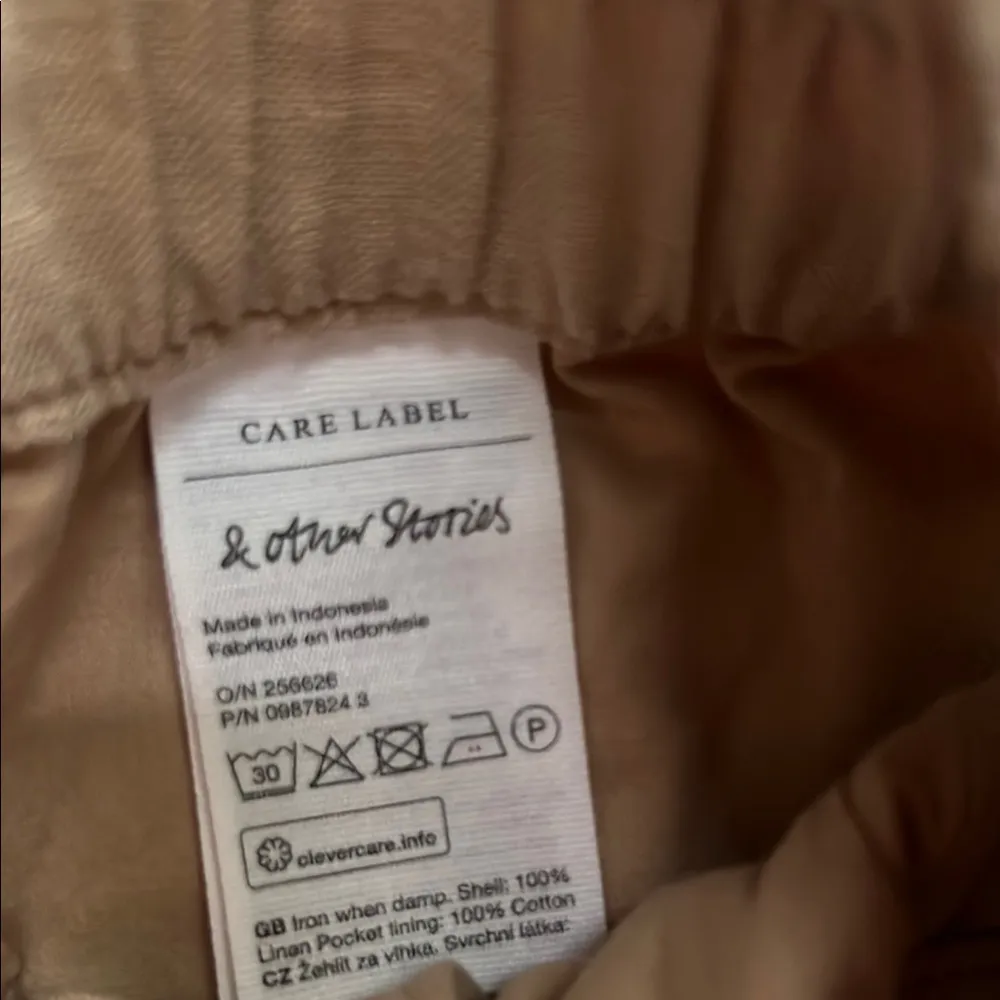 CARE LABEL
& other Stories
Made in Indonesia
Fabriqué en Indonésie
O/N 256626
P/N 0987824 3
30
P
clevercare.info
GB Iron when damp. Shell: 100%
Linen Pocket lining: 100% Cotton
CZ Žehlit za vlhka. Svrchní látka: